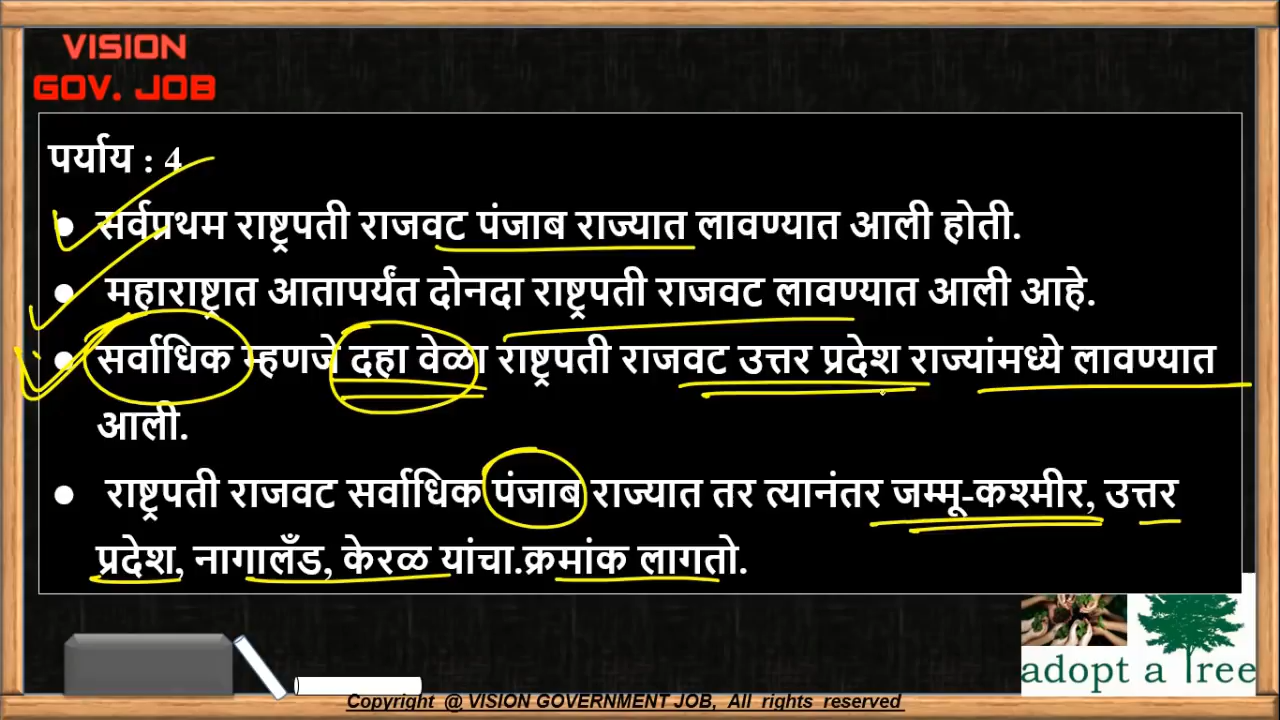 VISION
GOV. JOB
पर्याय : 4
● सर्वप्रथम राष्ट्रपती राजवट पंजाब राज्यात लावण्यात आली होती.
● महाराष्ट्रात आतापर्यंत दोनदा राष्ट्रपती राजवट लावण्यात आली आहे.
● सर्वाधिक म्हणजे दहा वेळा राष्ट्रपती राजवट उत्तर प्रदेश राज्यांमध्ये लावण्यात
आली.
● राष्ट्रपती राजवट सर्वाधिक पंजाब राज्यात तर त्यानंतर जम्मू-कश्मीर, उत्तर
प्रदेश, नागालँड, केरळ यांचा.क्रमांक लागतो.
adopt a Tree
Copyright @ VISION GOVERNMENT JOB, All rights reserved